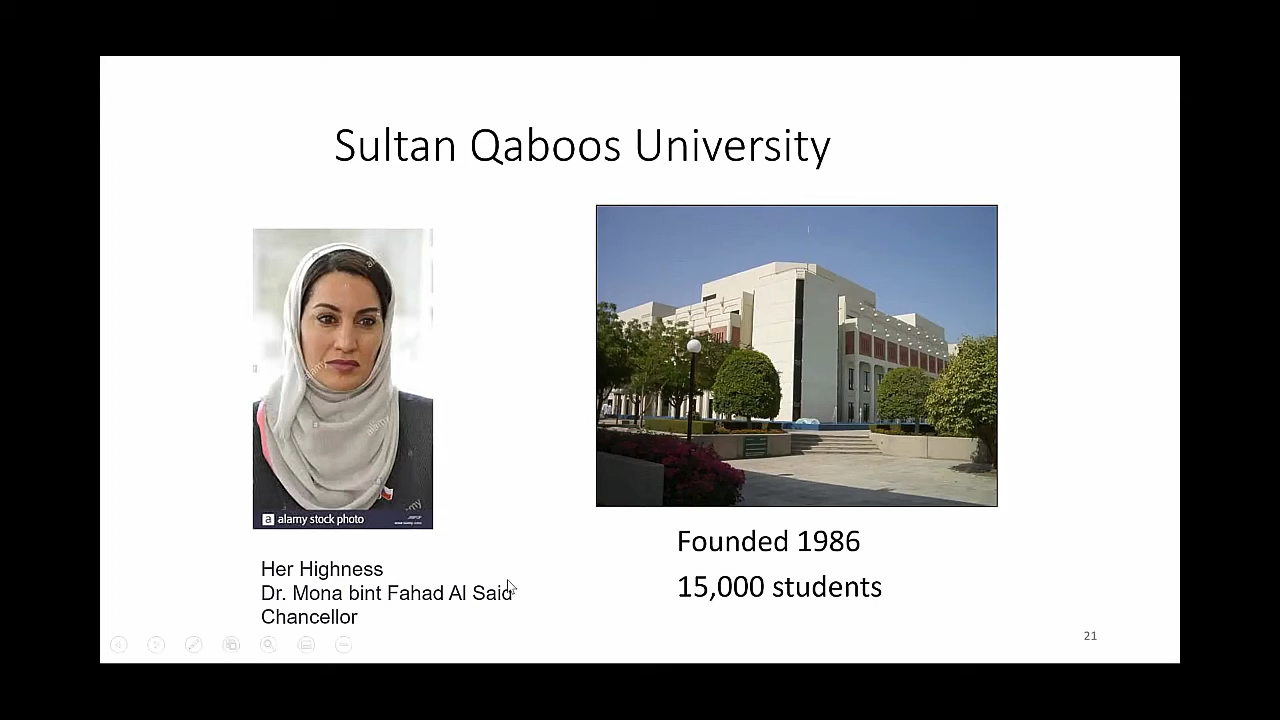 Sultan Qaboos University
a alamy stock photo
Her Highness
Dr. Mona bint Fahad Al Said
Chancellor
Founded 1986
15,000 students
21